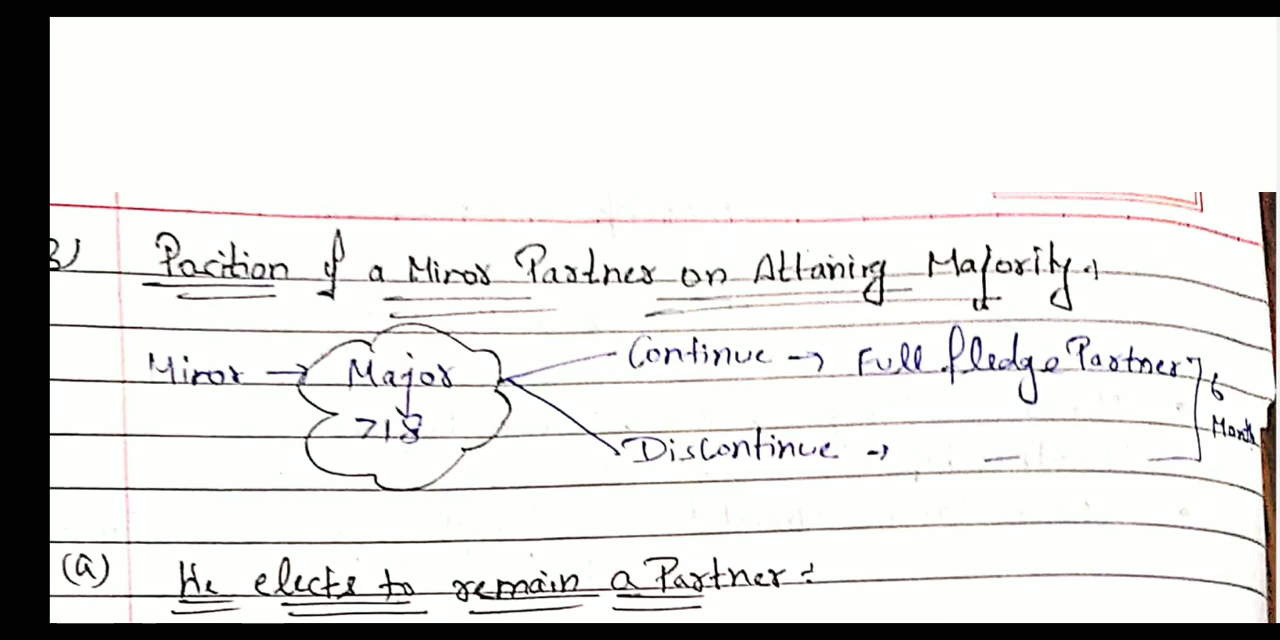 3) Pocition of a Minor Partner on Attaining Majority :
Minor → Major → Continue → Full fledge Partner 6
>18 Month
Discontinue → — —
(a) He elects to remain a Partner :